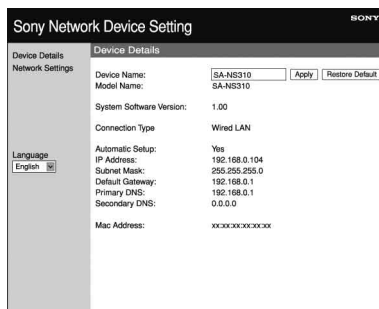 Sony Network Device Setting
SONY
Device Details
Network Settings
Language
English
Device Details
Device Name: SA-NS310 Apply Restore Default
Model Name: SA-NS310
System Software Version: 1.00
Connection Type Wired LAN
Automatic Setup: Yes
IP Address: 192.168.0.104
Subnet Mask: 255.255.255.0
Default Gateway: 192.168.0.1
Primary DNS: 192.168.0.1
Secondary DNS: 0.0.0.0
Mac Address: xx:xx:xx:xx:xx:xx